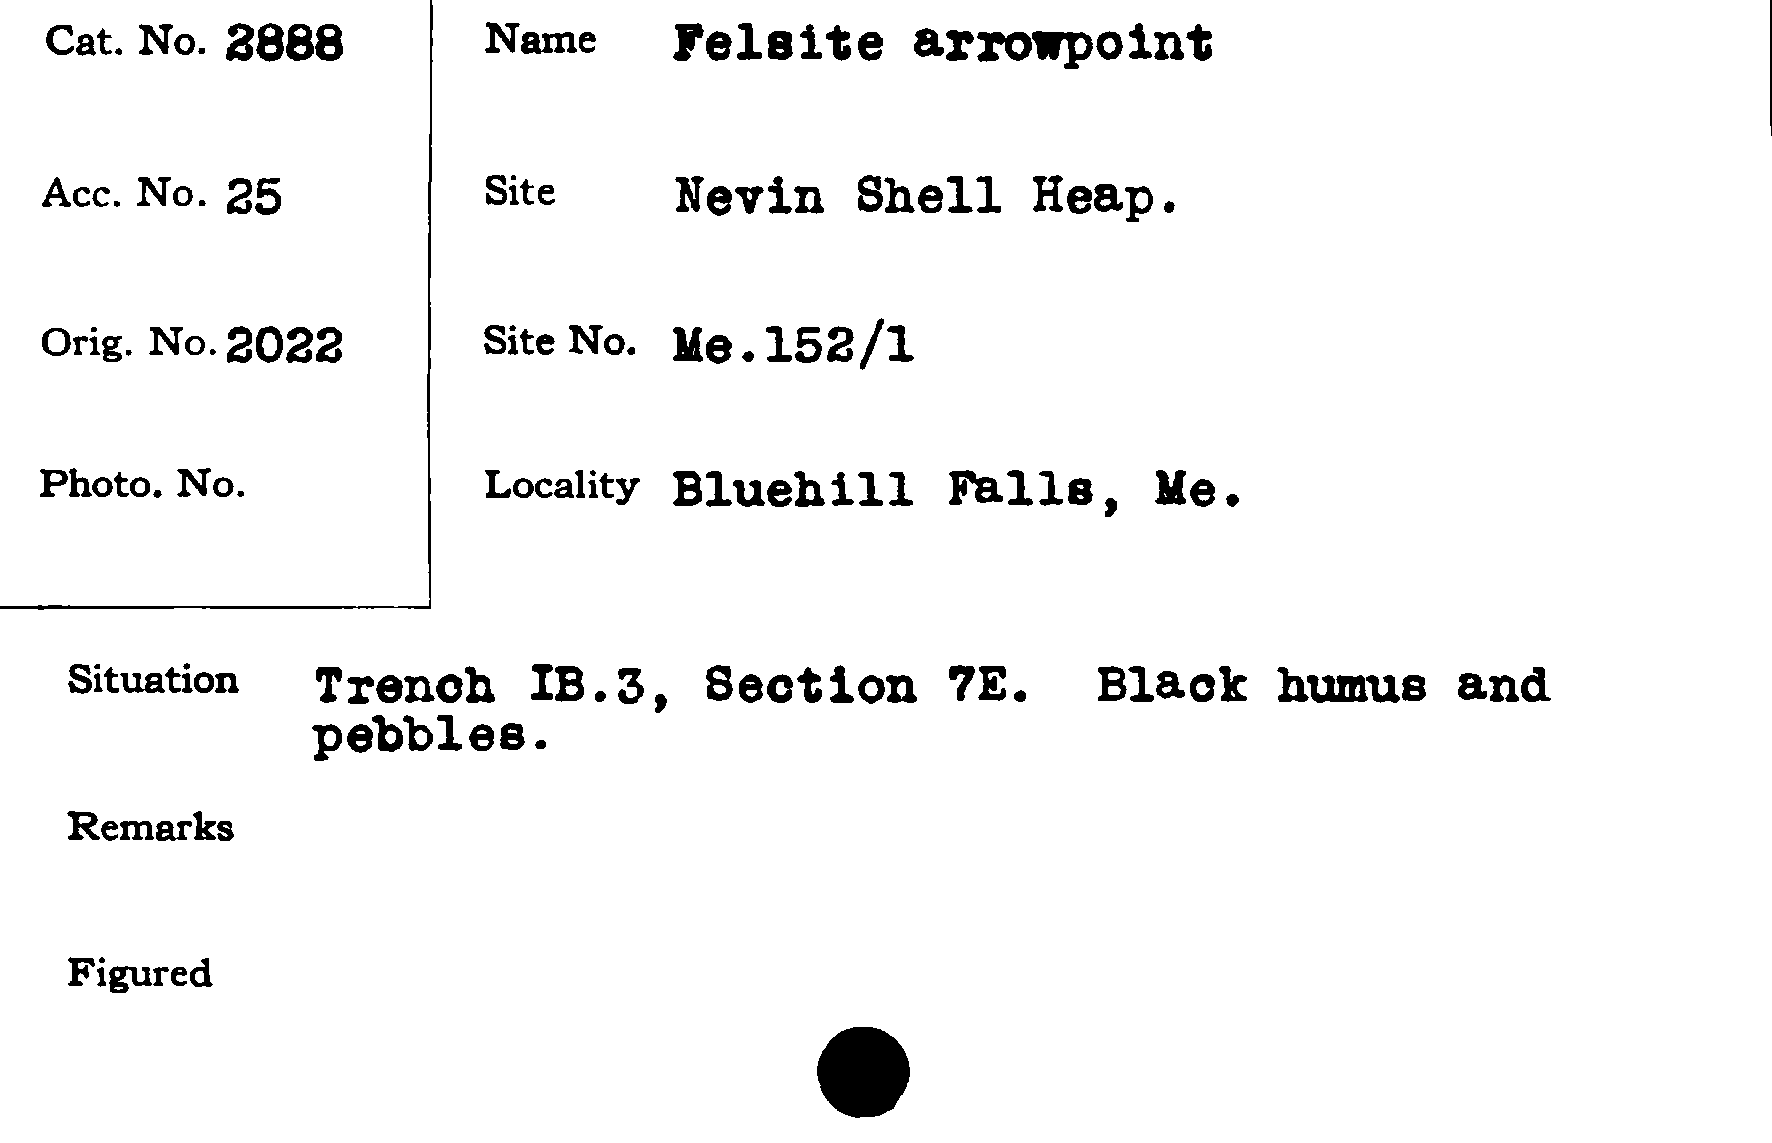 Cat. No. 2888
Acc. No. 25
Orig. No. 2022
Photo. No.
Name Felsite arrowpoint
Site Nevin Shell Heap.
Site No. Me.152/1
Locality Bluehill Falls, Me.
Situation Trench IB.3, Section 7E. Black humus and
pebbles.
Remarks
Figured